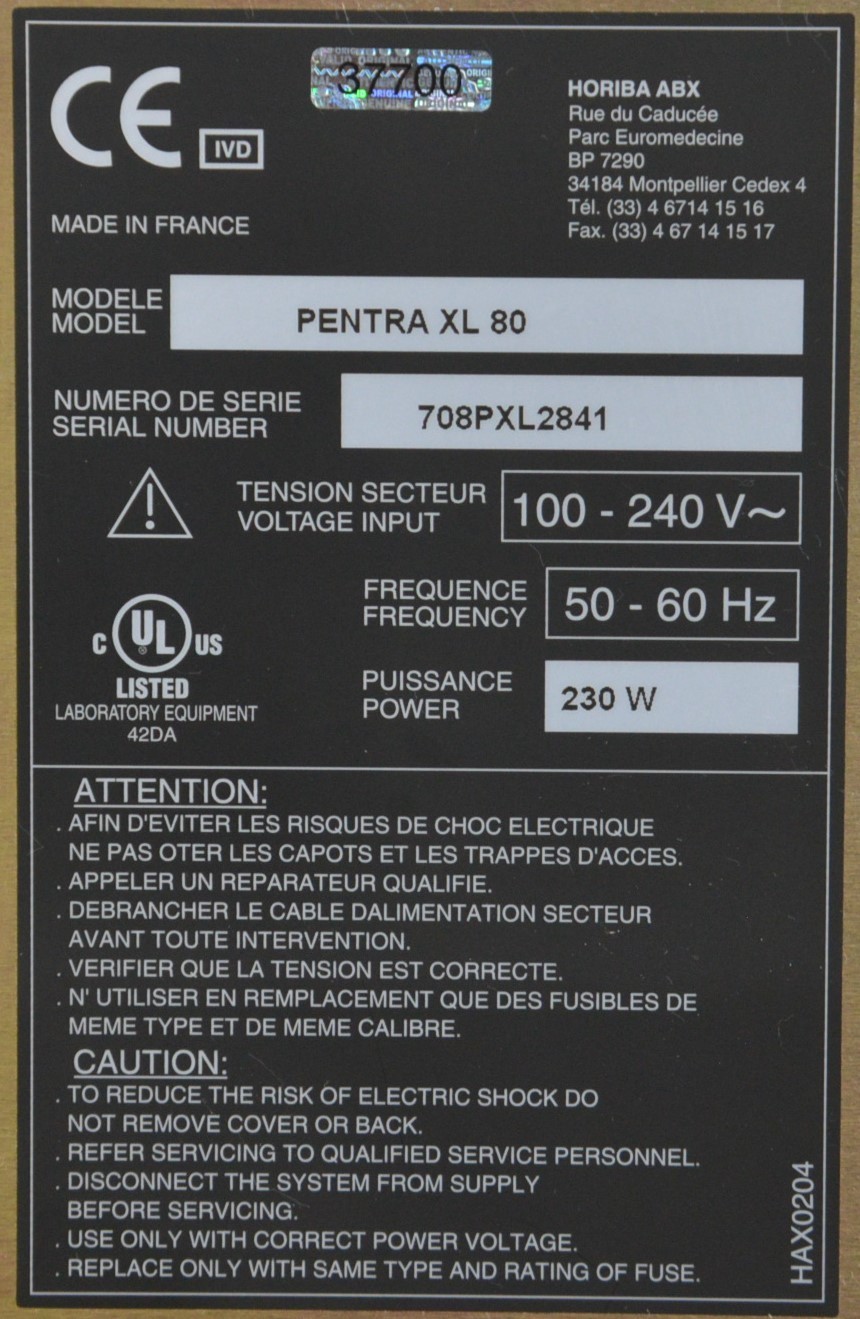 CE
IVD
37700
MADE IN FRANCE
HORIBA ABX
Rue du Caducée
Parc Euromedecine
BP 7290
34184 Montpellier Cedex 4
Tél. (33) 4 6714 15 16
Fax. (33) 4 67 14 15 17
MODELE
MODEL
PENTRA XL 80
NUMERO DE SERIE
SERIAL NUMBER
708PXL2841
TENSION SECTEUR
VOLTAGE INPUT
100 - 240 V~
FREQUENCE
FREQUENCY
50 - 60 Hz
C UL US
LISTED
LABORATORY EQUIPMENT
42DA
PUISSANCE
POWER
230 W
ATTENTION:
. AFIN D'EVITER LES RISQUES DE CHOC ELECTRIQUE
NE PAS OTER LES CAPOTS ET LES TRAPPES D'ACCES.
. APPELER UN REPARATEUR QUALIFIE.
. DEBRANCHER LE CABLE DALIMENTATION SECTEUR
AVANT TOUTE INTERVENTION.
. VERIFIER QUE LA TENSION EST CORRECTE.
. N' UTILISER EN REMPLACEMENT QUE DES FUSIBLES DE
MEME TYPE ET DE MEME CALIBRE.
CAUTION:
. TO REDUCE THE RISK OF ELECTRIC SHOCK DO
NOT REMOVE COVER OR BACK.
. REFER SERVICING TO QUALIFIED SERVICE PERSONNEL.
. DISCONNECT THE SYSTEM FROM SUPPLY
BEFORE SERVICING.
. USE ONLY WITH CORRECT POWER VOLTAGE.
. REPLACE ONLY WITH SAME TYPE AND RATING OF FUSE.
HAX0204